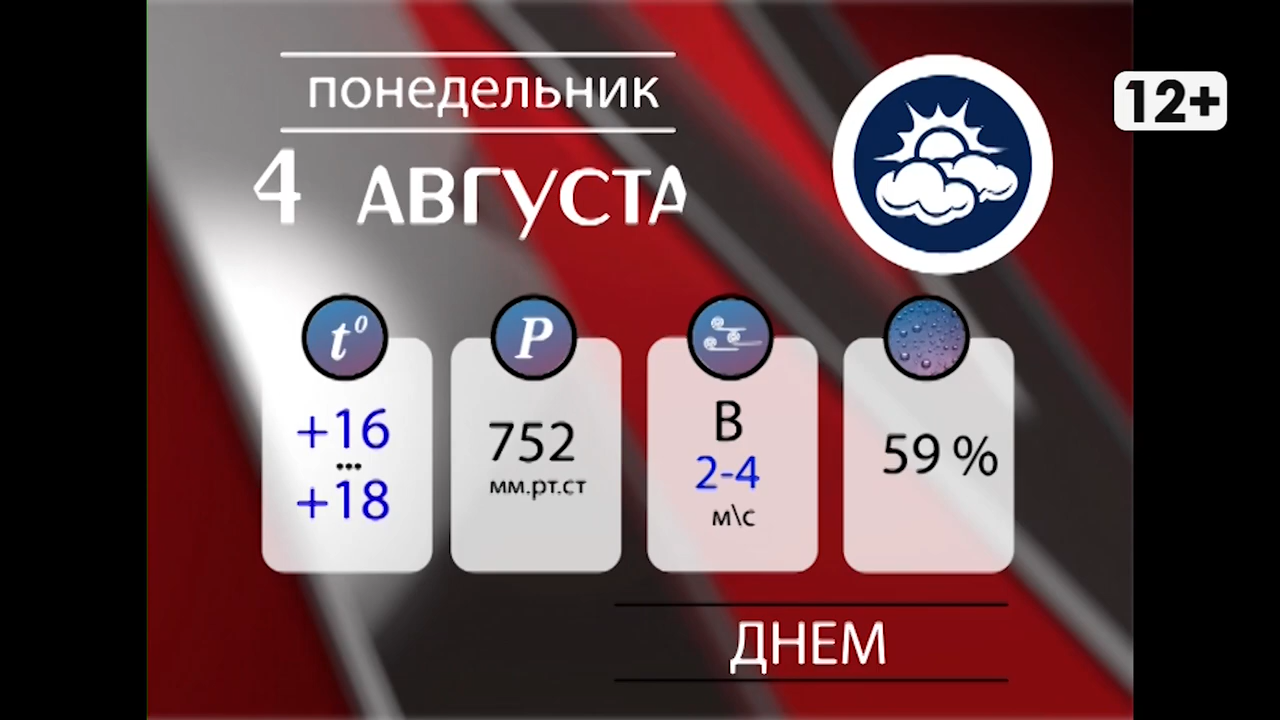 понедельник
12+
4 АВГУСТА
t⁰
P
+16
...
+18
752
мм.рт.ст
В
2-4
м\с
59 %
ДНЕМ